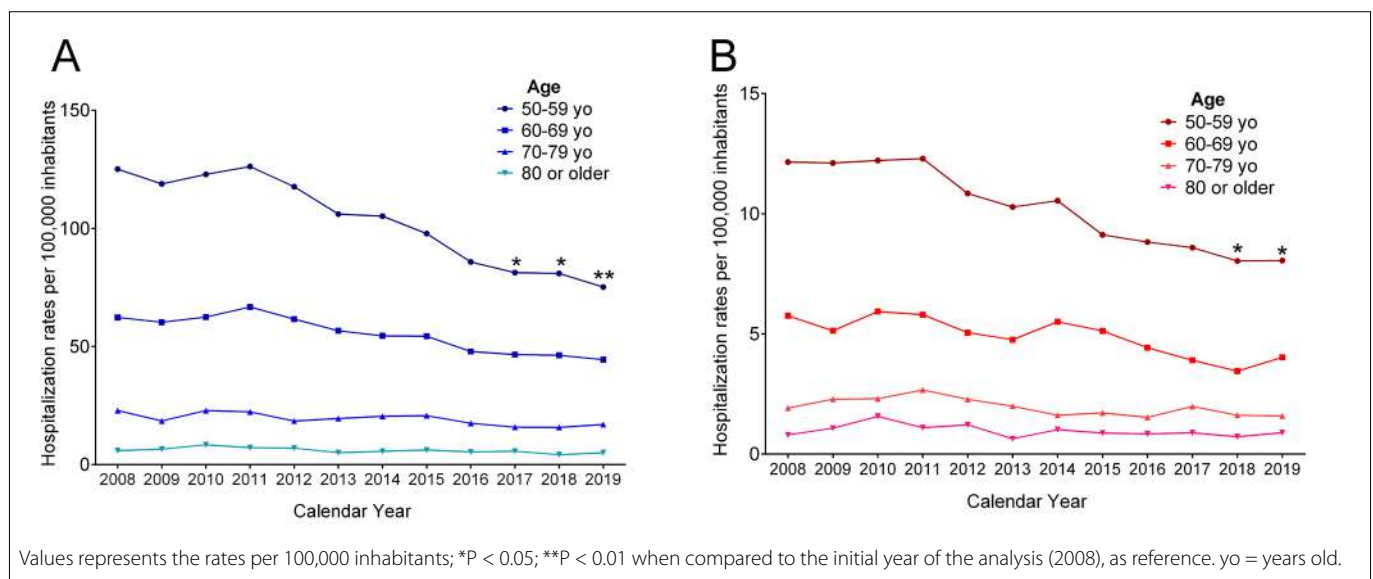 A
Hospitalization rates per 100,000 inhabitants
150
100
50
0
Age
50-59 yo
60-69 yo
70-79 yo
80 or older
*
*
**
2008 2009 2010 2011 2012 2013 2014 2015 2016 2017 2018 2019
Calendar Year
B
Hospitalization rates per 100,000 inhabitants
15
10
5
0
Age
50-59 yo
60-69 yo
70-79 yo
80 or older
*
*
2008 2009 2010 2011 2012 2013 2014 2015 2016 2017 2018 2019
Calendar Year
Values represents the rates per 100,000 inhabitants; *P < 0.05; **P < 0.01 when compared to the initial year of the analysis (2008), as reference. yo = years old.